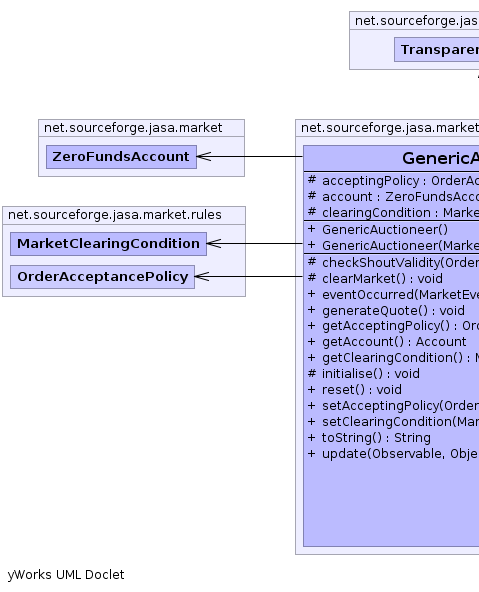 net.sourceforge.ja
Transparer
net.sourceforge.jasa.market
ZeroFundsAccount
net.sourceforge.jasa.market.rules
MarketClearingCondition
OrderAcceptancePolicy
net.sourceforge.jasa.market
GenericA
# acceptingPolicy : OrderAc
# account : ZeroFundsAcco
# clearingCondition : Marke
+ GenericAuctioneer()
+ GenericAuctioneer(Marke
# checkShoutValidity(Order
# clearMarket() : void
+ eventOccurred(MarketEve
+ generateQuote() : void
+ getAcceptingPolicy() : Ord
+ getAccount() : Account
+ getClearingCondition() : M
# initialise() : void
+ reset() : void
+ setAcceptingPolicy(Order
+ setClearingCondition(Mar
+ toString() : String
+ update(Observable, Obje
yWorks UML Doclet